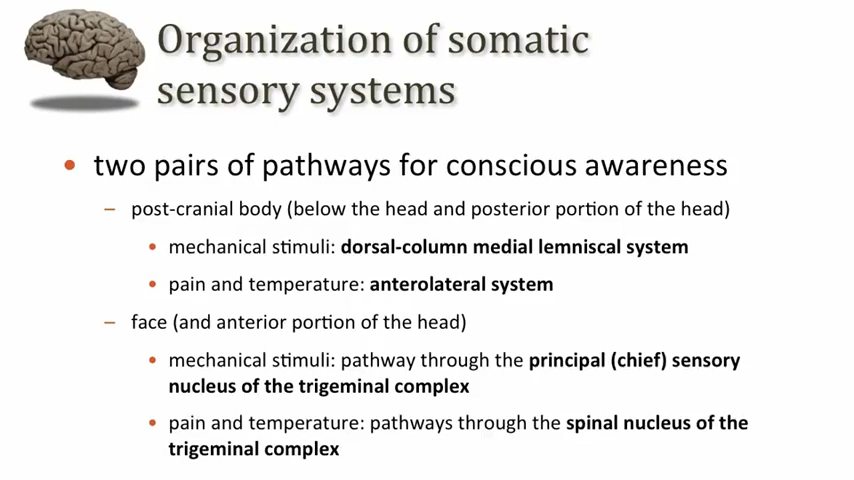 Organization of somatic
sensory systems
• two pairs of pathways for conscious awareness
– post-cranial body (below the head and posterior portion of the head)
• mechanical stimuli: dorsal-column medial lemniscal system
• pain and temperature: anterolateral system
– face (and anterior portion of the head)
• mechanical stimuli: pathway through the principal (chief) sensory
nucleus of the trigeminal complex
• pain and temperature: pathways through the spinal nucleus of the
trigeminal complex